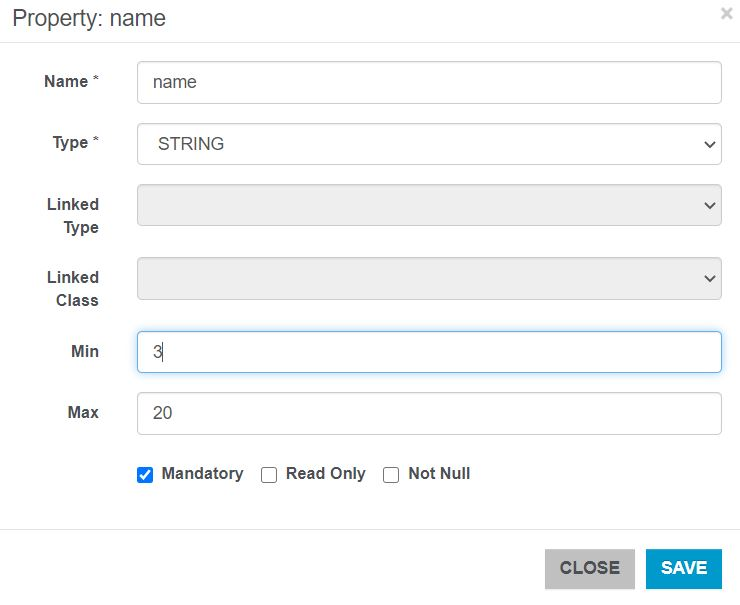 Property: name
×
Name *
name
Type *
STRING
Linked
Type
Linked
Class
Min
3
Max
20
Mandatory
Read Only
Not Null
CLOSE
SAVE